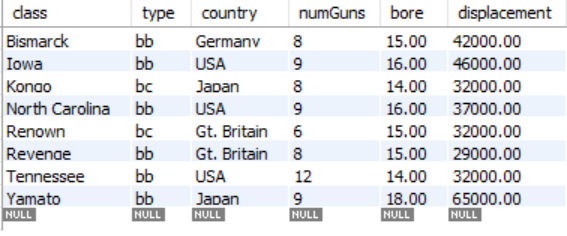 class type country numGuns bore displacement
Bismarck bb Germany 8 15.00 42000.00
Iowa bb USA 9 16.00 46000.00
Kongo bc Japan 8 14.00 32000.00
North Carolina bb USA 9 16.00 37000.00
Renown bc Gt. Britain 6 15.00 32000.00
Revenge bb Gt. Britain 8 15.00 29000.00
Tennessee bb USA 12 14.00 32000.00
Yamato bb Japan 9 18.00 65000.00
NULL NULL NULL NULL NULL NULL